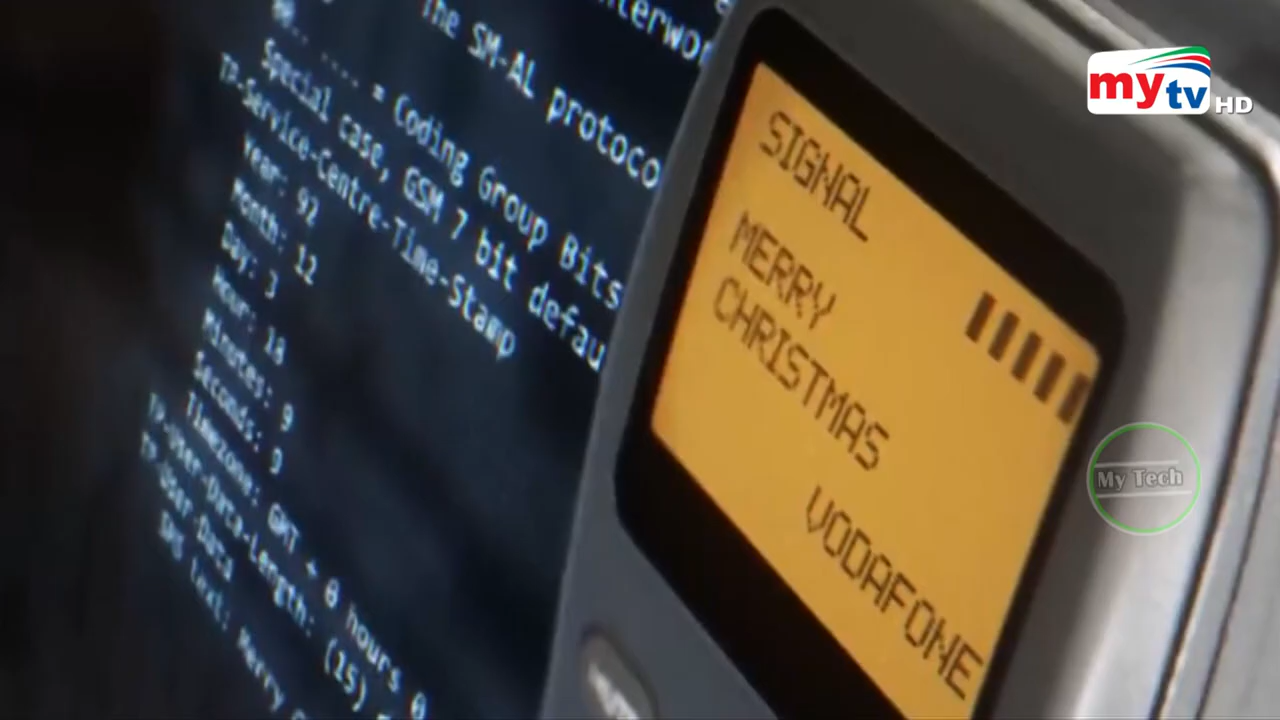 The SM-AL protoco
= Coding Group Bits
Special case, GSM 7 bit defau
TP-Service-Centre-Time-Stamp
Year: 92
Month: 12
Day: 3
Hour: 18
Minutes: 9
Seconds: 9
Timezone: GMT + 0 hours 0
TP-User-Data-Length: (15)
TP-User-Data
SMS text: Merry
SIGNAL
MERRY
CHRISTMAS
VODAFONE
mytv HD
My Tech